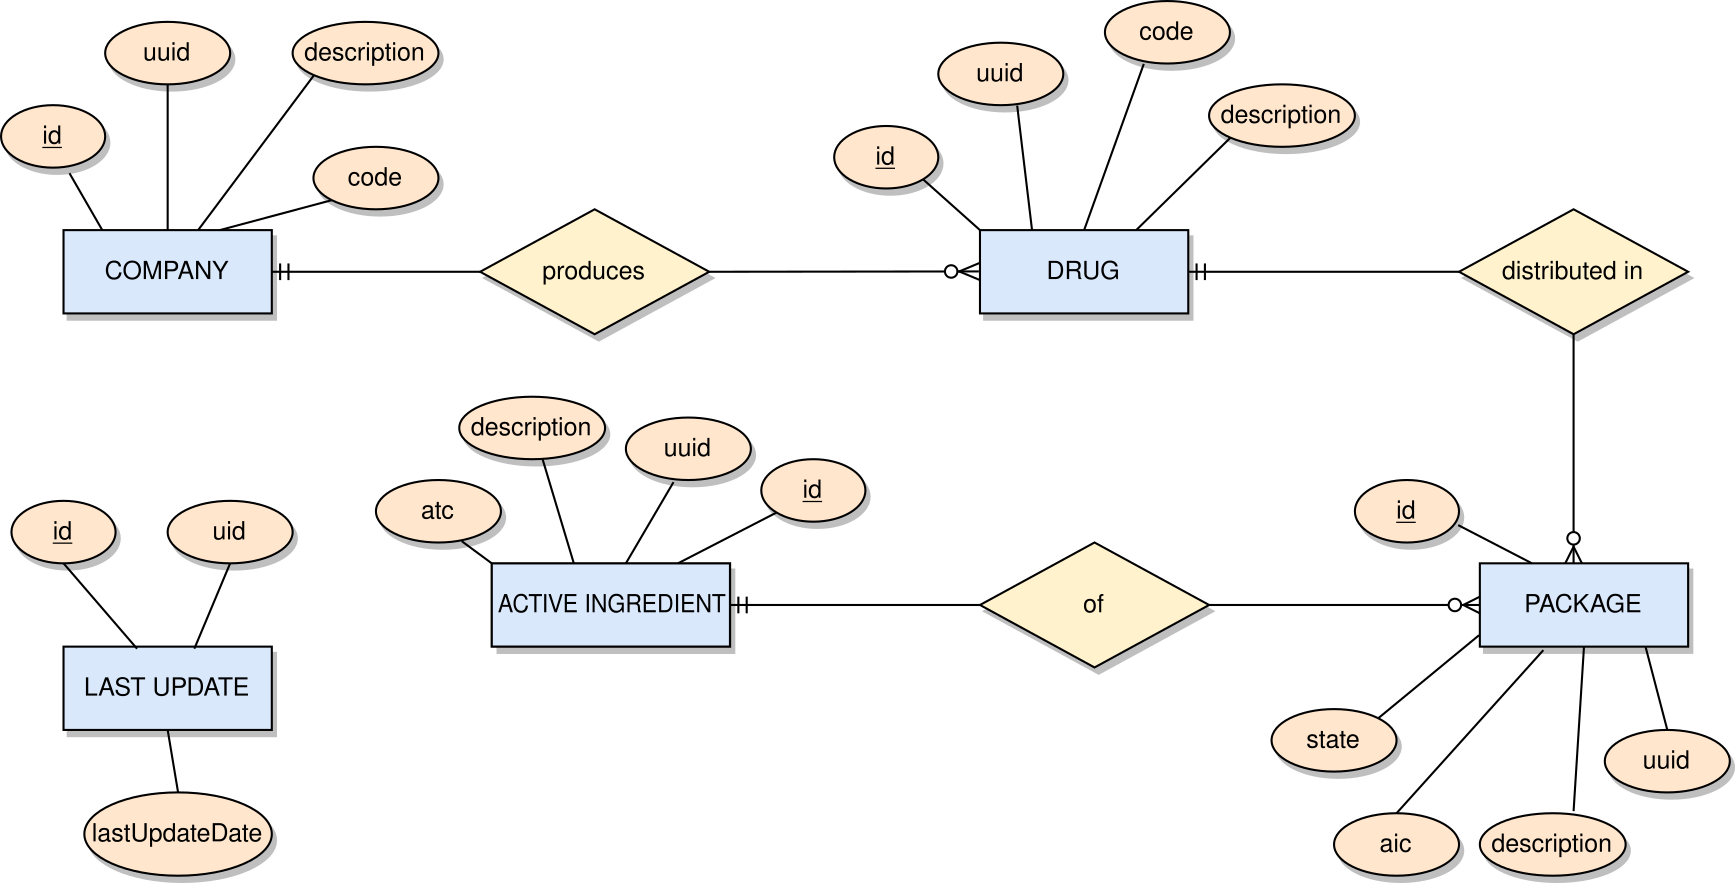 code
uuid
description
uuid
description
id
code
id
COMPANY
produces
DRUG
distributed in
description
uuid
id
atc
id
id
uid
ACTIVE INGREDIENT
of
PACKAGE
LAST UPDATE
state
uuid
lastUpdateDate
aic
description